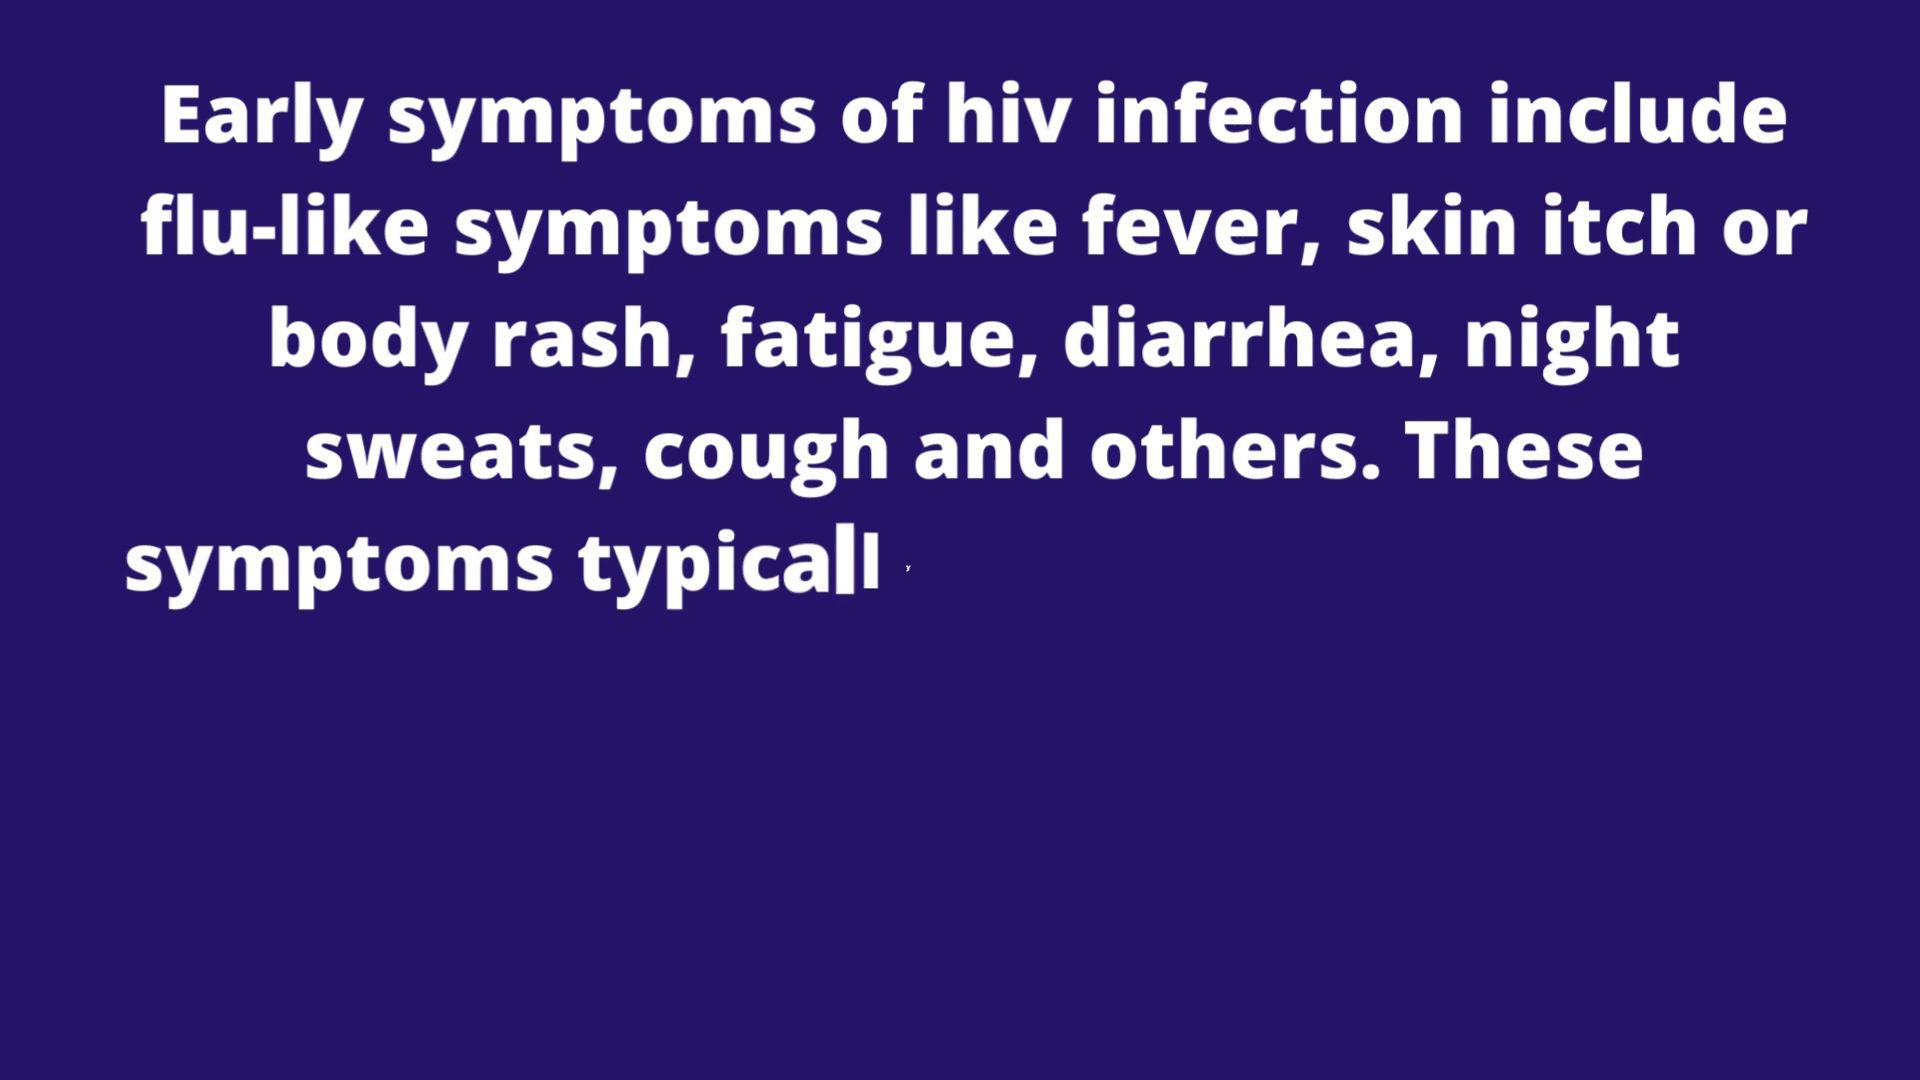 Early symptoms of hiv infection include
flu-like symptoms like fever, skin itch or
body rash, fatigue, diarrhea, night
sweats, cough and others. These
symptoms typically